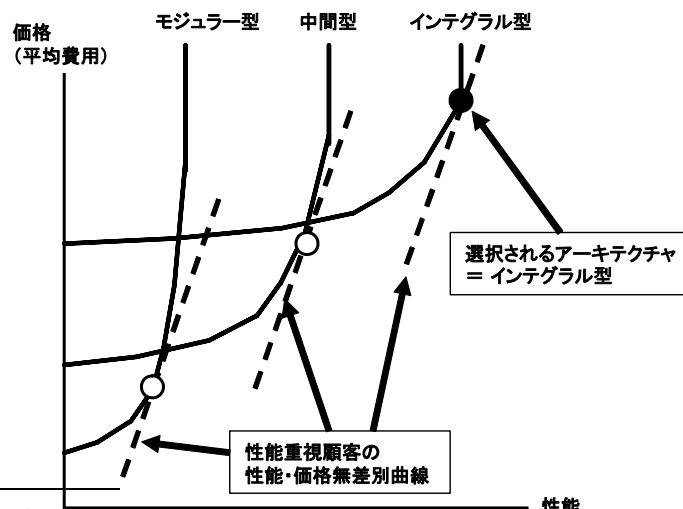 モジュラー型
中間型
インテグラル型
価格
（平均費用）
選択されるアーキテクチャ
＝ インテグラル型
性能重視顧客の
性能・価格無差別曲線
性能